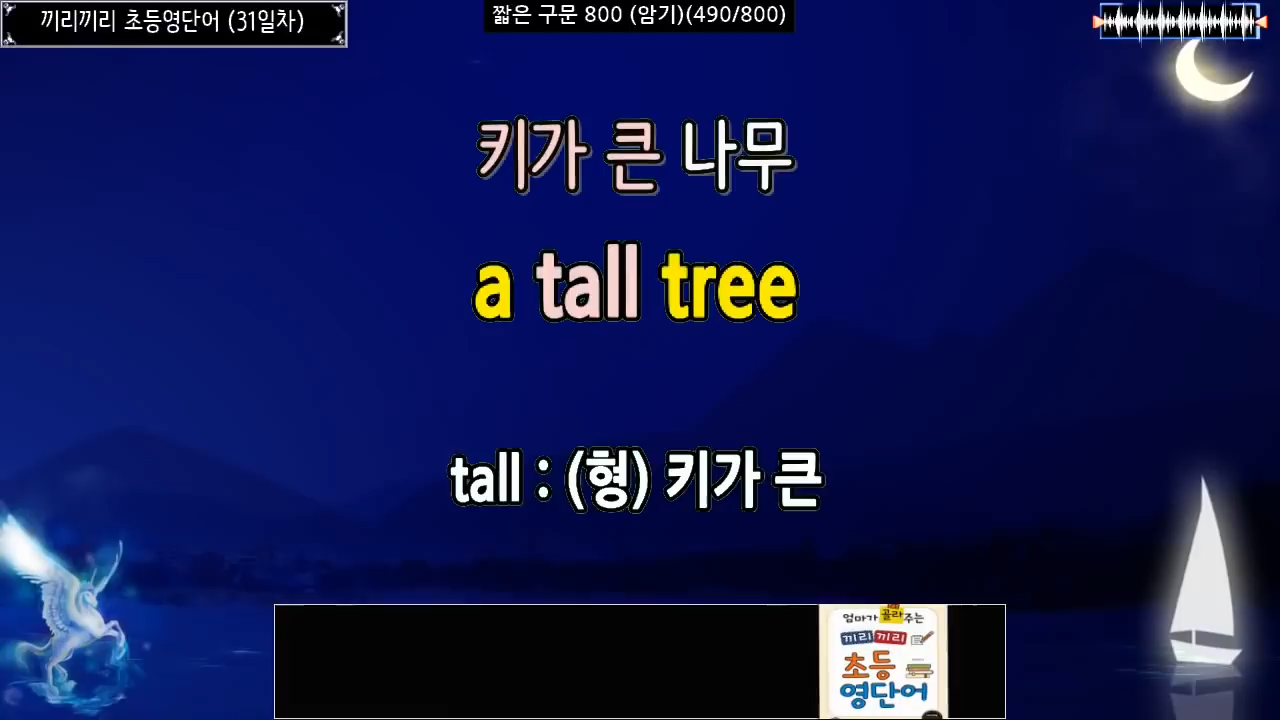 끼리끼리 초등영단어 (31일차)
짧은 구문 800 (암기)(490/800)
키가 큰 나무
a tall tree
tall : (형) 키가 큰
엄마가 골라주는
끼리끼리
초등
영단어